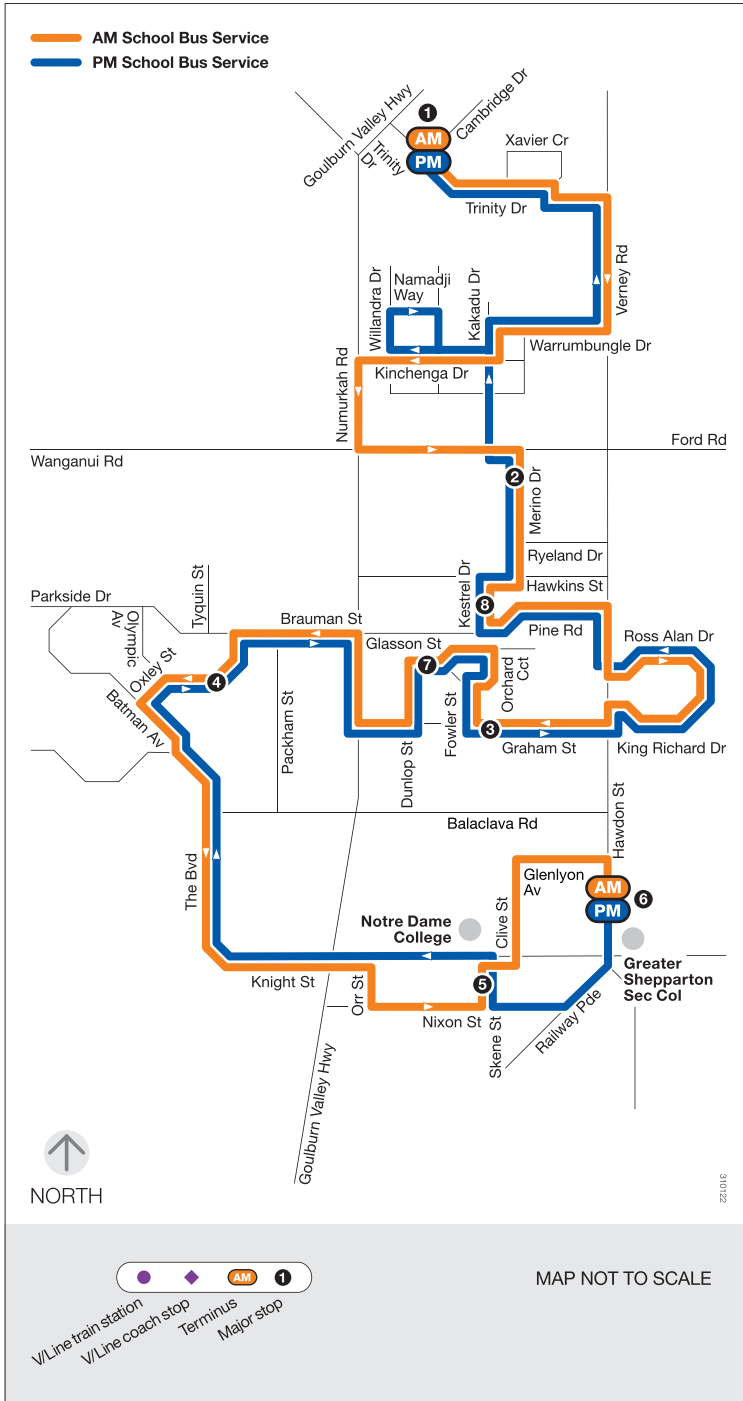 AM School Bus Service
PM School Bus Service
Goulburn Valley Hwy
1
Cambridge Dr
AM
PM
Trinity
Dr
Xavier Cr
Trinity Dr
Verney Rd
Willandra Dr
Namadji
Way
Kakadu Dr
Warrumbungle Dr
Kinchenga Dr
Numurkah Rd
Ford Rd
Wanganui Rd
2
Merino Dr
Ryeland Dr
Kestrel Dr
Hawkins St
8
Parkside Dr
Olympic
Av
Tyquin St
Brauman St
Pine Rd
Ross Alan Dr
Glasson St
7
Oxley St
4
Orchard
Cct
Batman Av
Packham St
Fowler St
3
Dunlop St
Graham St
King Richard Dr
Hawdon St
Balaclava Rd
The Bvd
Glenlyon
Av
AM
PM
6
Notre Dame
College
Clive St
Greater
Shepparton
Sec Col
Knight St
5
Orr St
Nixon St
Skene St
Railway Pde
Goulburn Valley Hwy
NORTH
310122
AM
1
V/Line train station
V/Line coach stop
Terminus
Major stop
MAP NOT TO SCALE